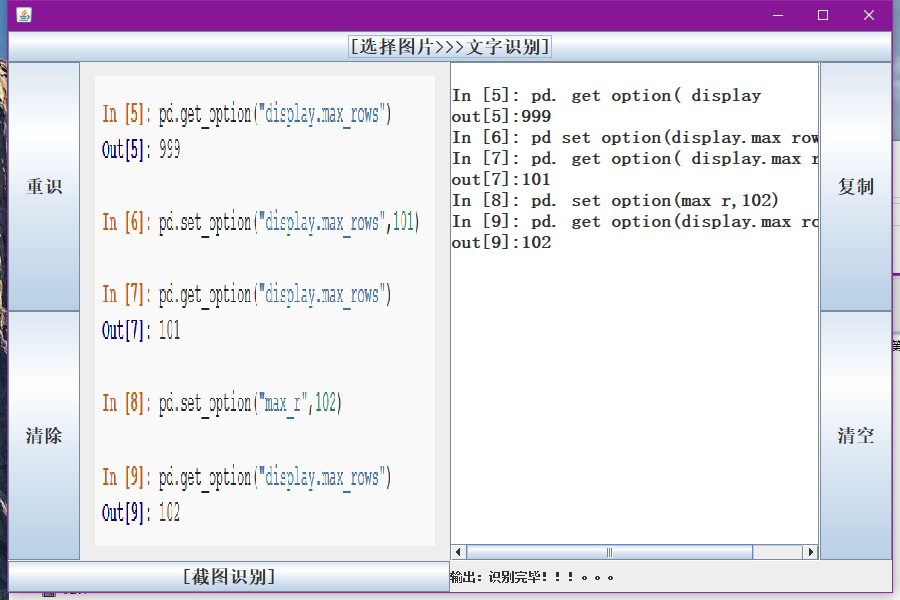 [选择图片>>>文字识别]
重识
清除
In [5]: pd.get_option("display.max_rows")
Out[5]: 999
In [6]: pd.set_option("display.max_rows",101)
In [7]: pd.get_option("display.max_rows")
Out[7]: 101
In [8]: pd.set_option("max_r",102)
In [9]: pd.get_option("display.max_rows")
Out[9]: 102
In [5]: pd. get option( display
out[5]:999
In [6]: pd set option(display.max row
In [7]: pd. get option( display.max r
out[7]:101
In [8]: pd. set option(max r,102)
In [9]: pd. get option(display.max ro
out[9]:102
复制
清空
[截图识别]
输出：识别完毕！！！。。。